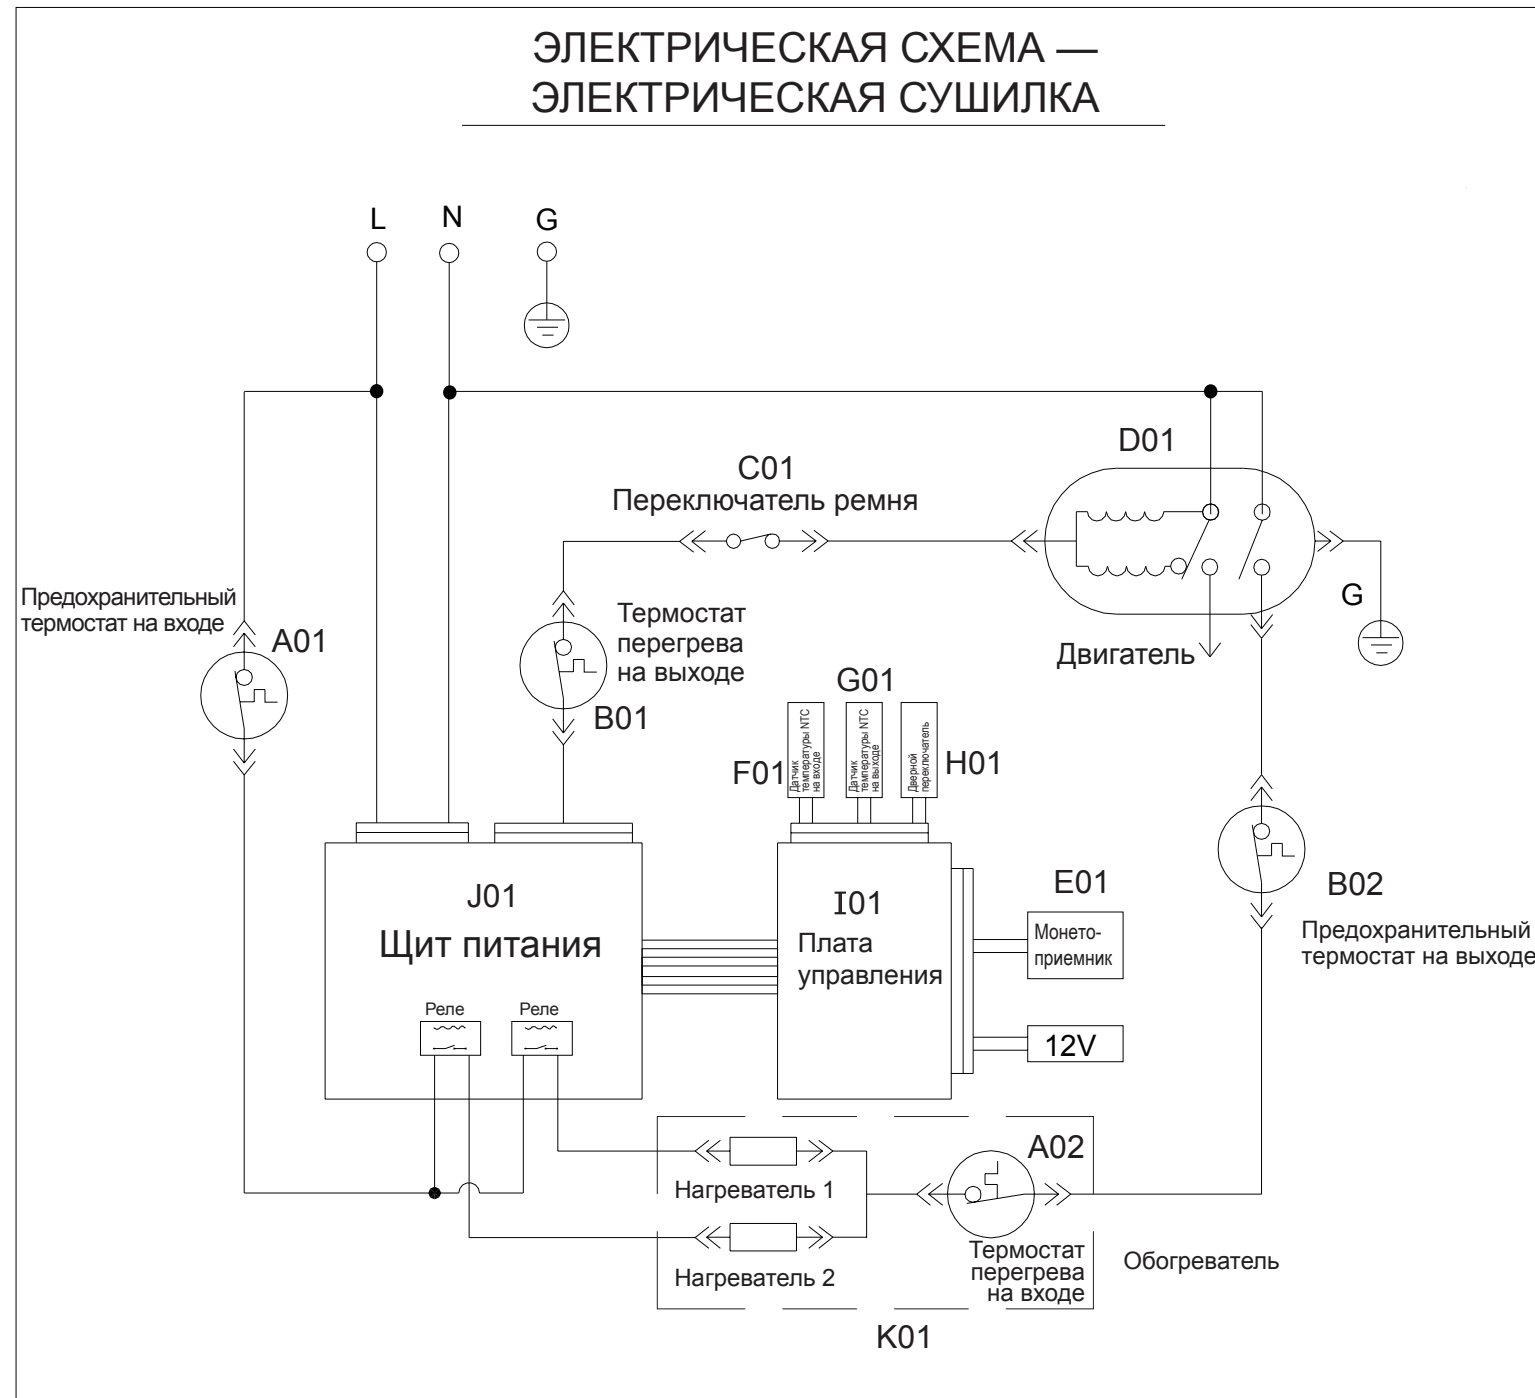 ЭЛЕКТРИЧЕСКАЯ СХЕМА —
ЭЛЕКТРИЧЕСКАЯ СУШИЛКА
L
N
G
D01
C01
Переключатель ремня
Предохранительный
термостат на входе
A01
Термостат
перегрева
на выходе
B01
G
Двигатель
G01
F01
Датчик
температуры NTC
на входе
Датчик
температуры NTC
на выходе
Дверной
переключатель
H01
J01
Щит питания
I01
Плата
управления
E01
Монето-
приемник
B02
Предохранительный
термостат на выходе
Реле
Реле
12V
A02
Нагреватель 1
Нагреватель 2
Термостат
перегрева
на входе
Обогреватель
K01